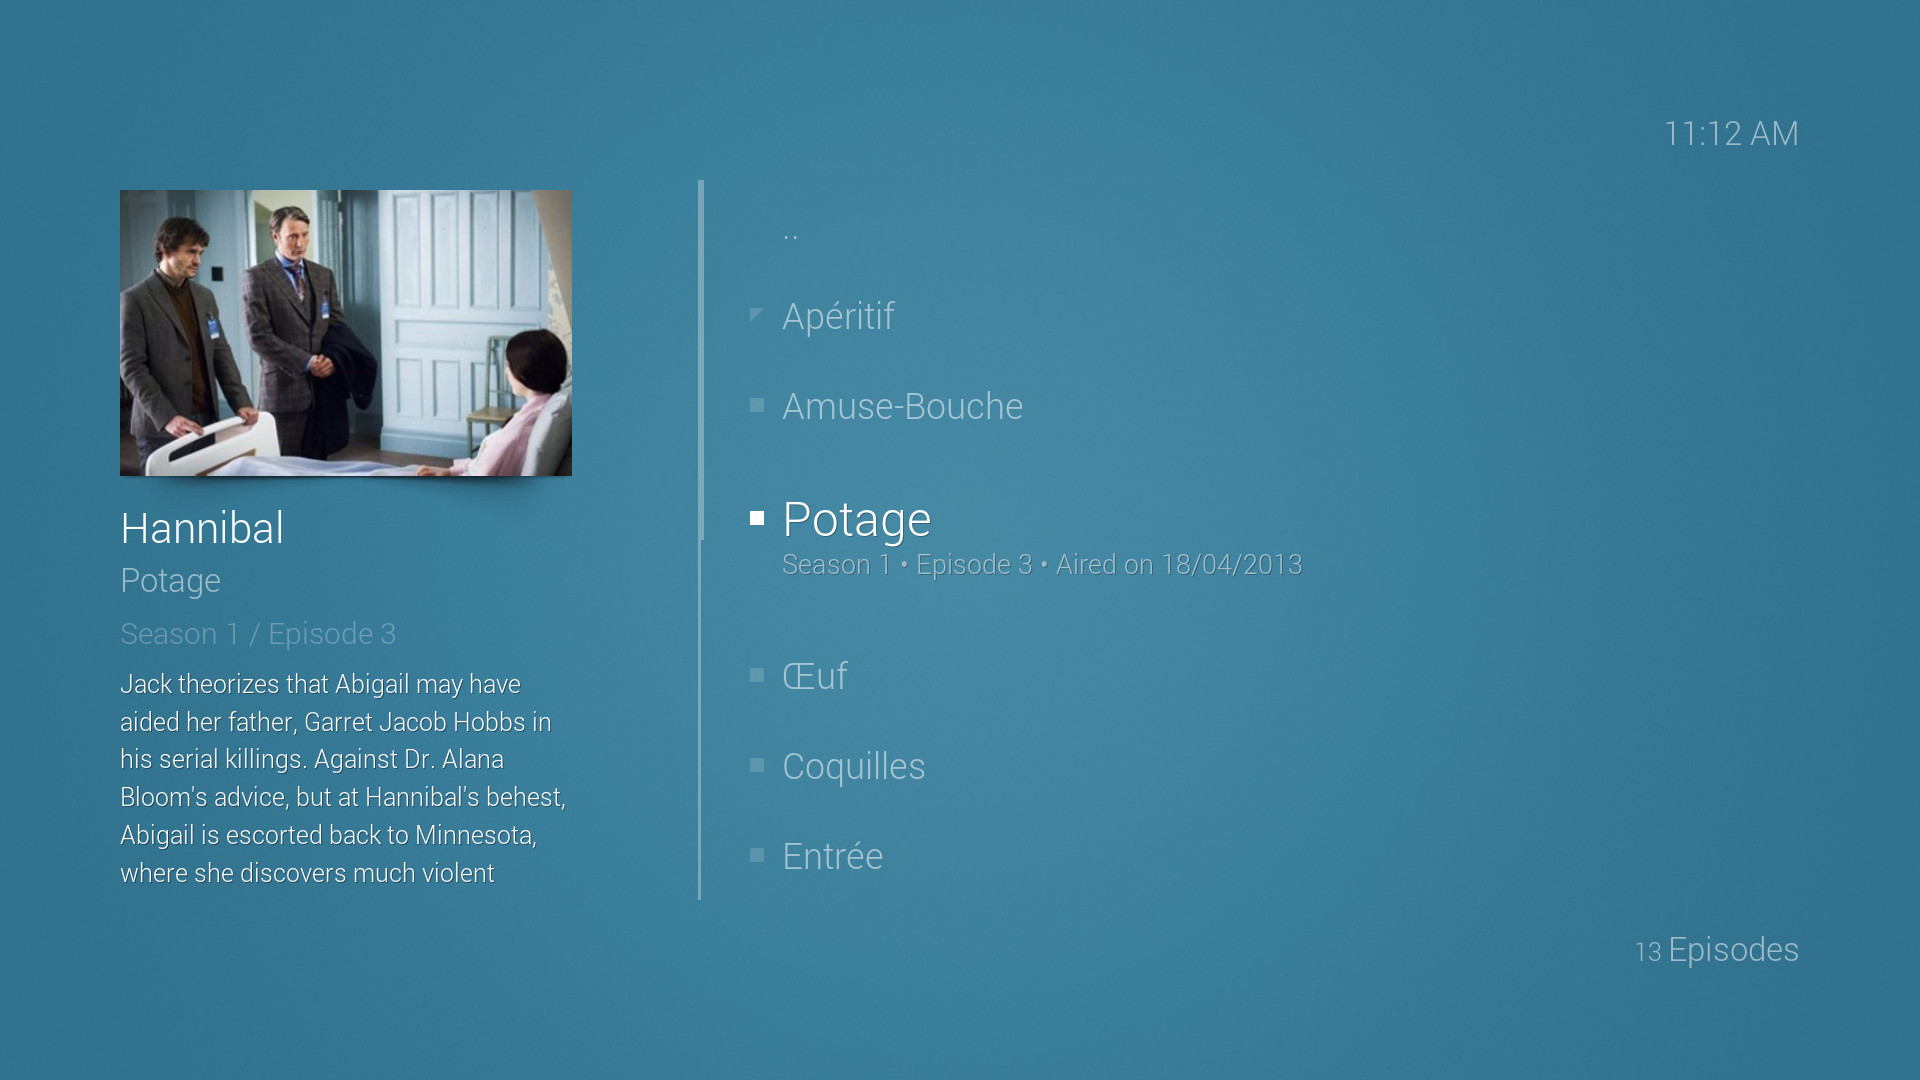 11:12 AM
Hannibal
Potage
Season 1 / Episode 3
Jack theorizes that Abigail may have
aided her father, Garret Jacob Hobbs in
his serial killings. Against Dr. Alana
Bloom's advice, but at Hannibal's behest,
Abigail is escorted back to Minnesota,
where she discovers much violent
..
Apéritif
Amuse-Bouche
Potage
Season 1 • Episode 3 • Aired on 18/04/2013
Œuf
Coquilles
Entrée
13 Episodes